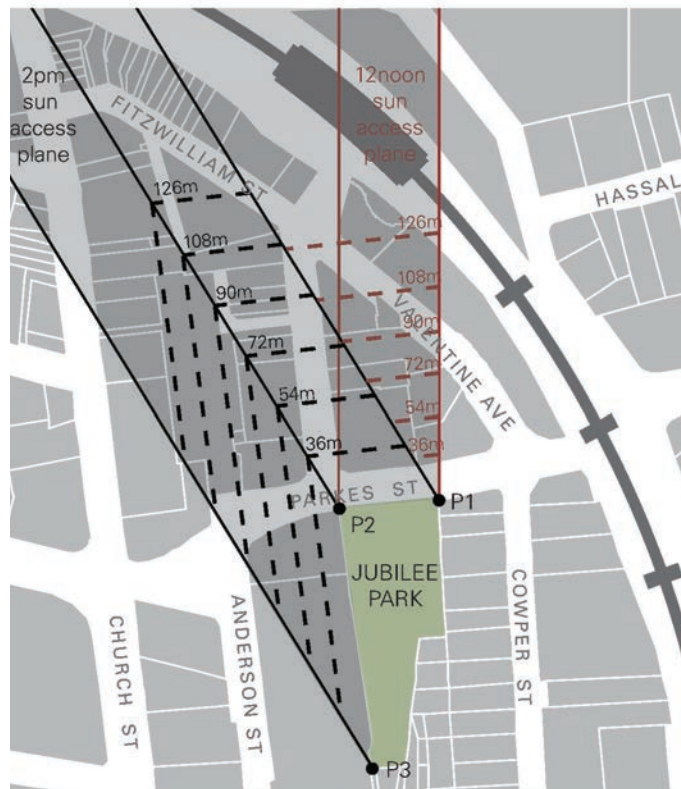 2pm
sun
access
plane
12noon
sun
access
plane
FITZWILLIAM ST
HASSAL
126m
126m
108m
108m
90m
90m
VALENTINE AVE
72m
72m
54m
54m
36m
36m
PARKES ST
P1
P2
JUBILEE
PARK
COWPER ST
ANDERSON ST
CHURCH ST
P3